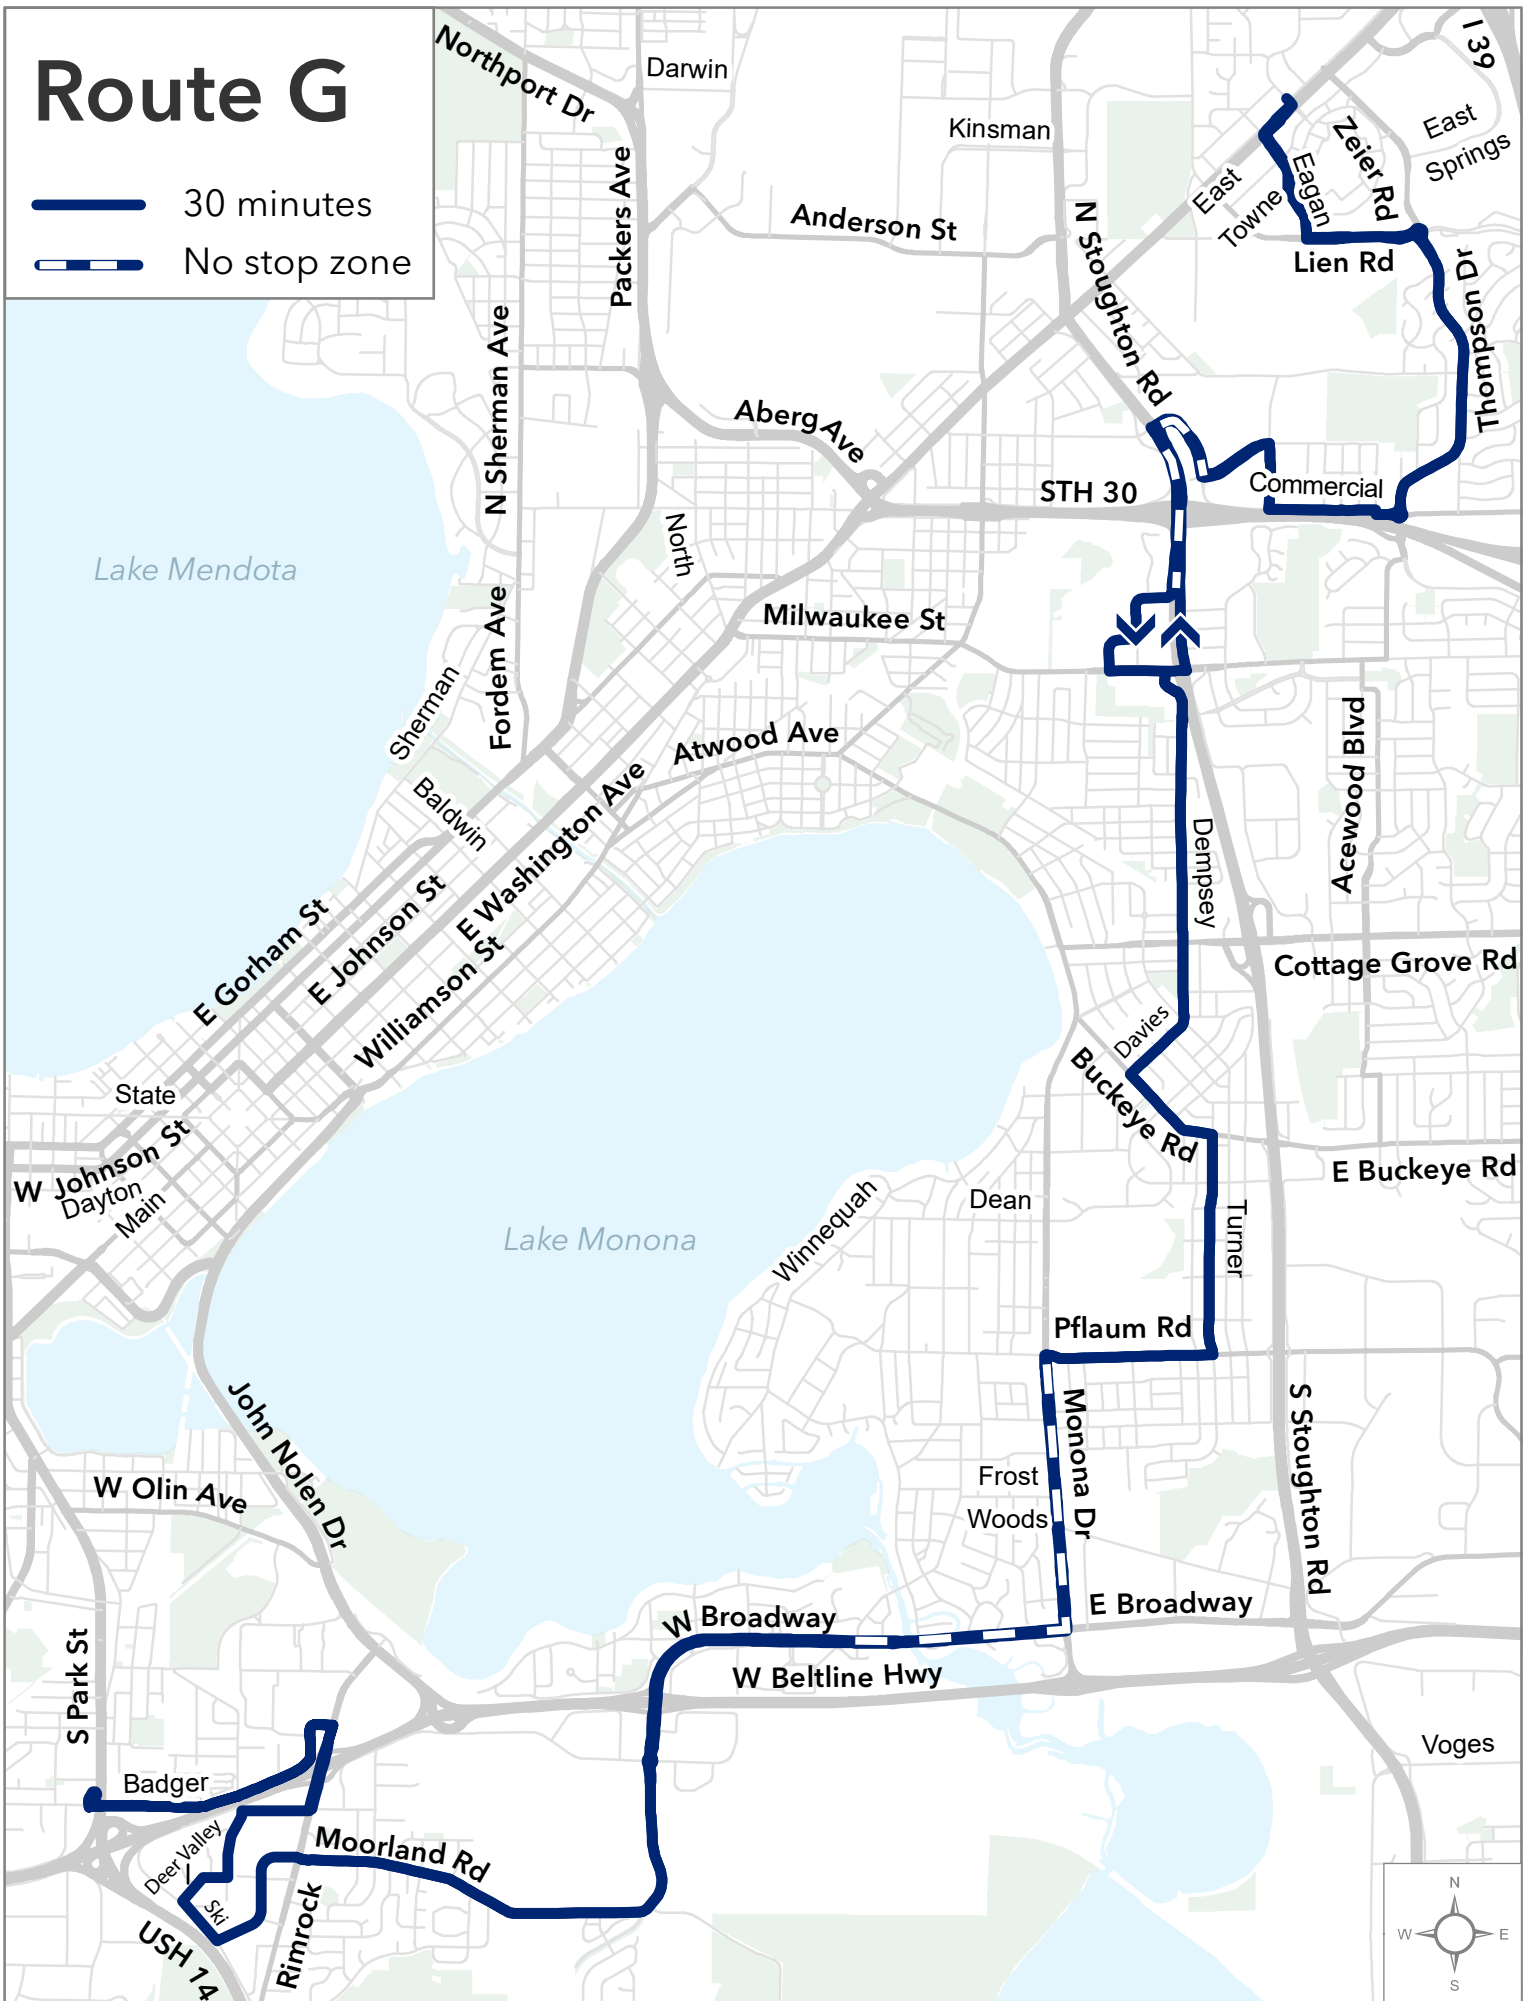 Route G
30 minutes
No stop zone
Northport Dr
Darwin
Packers Ave
Kinsman
Anderson St
N Stoughton Rd
I 39
East
Springs
Zeier Rd
Eagan
East
Towne
Lien Rd
Thompson Dr
N Sherman Ave
Aberg Ave
STH 30
Commercial
North
Lake Mendota
Fordem Ave
Milwaukee St
Sherman
Atwood Ave
Acewood Blvd
Baldwin
E Washington Ave
Dempsey
E Johnson St
E Gorham St
Williamson St
Cottage Grove Rd
Davies
Buckeye Rd
State
W Johnson St
Dayton
Main
E Buckeye Rd
Dean
Winnequah
Turner
Lake Monona
Pflaum Rd
John Nolen Dr
Monona Dr
S Stoughton Rd
W Olin Ave
Frost
Woods
E Broadway
W Broadway
W Beltline Hwy
S Park St
Voges
Badger
Deer Valley
Moorland Rd
Ski
Rimrock
USH 14
N
W
E
S